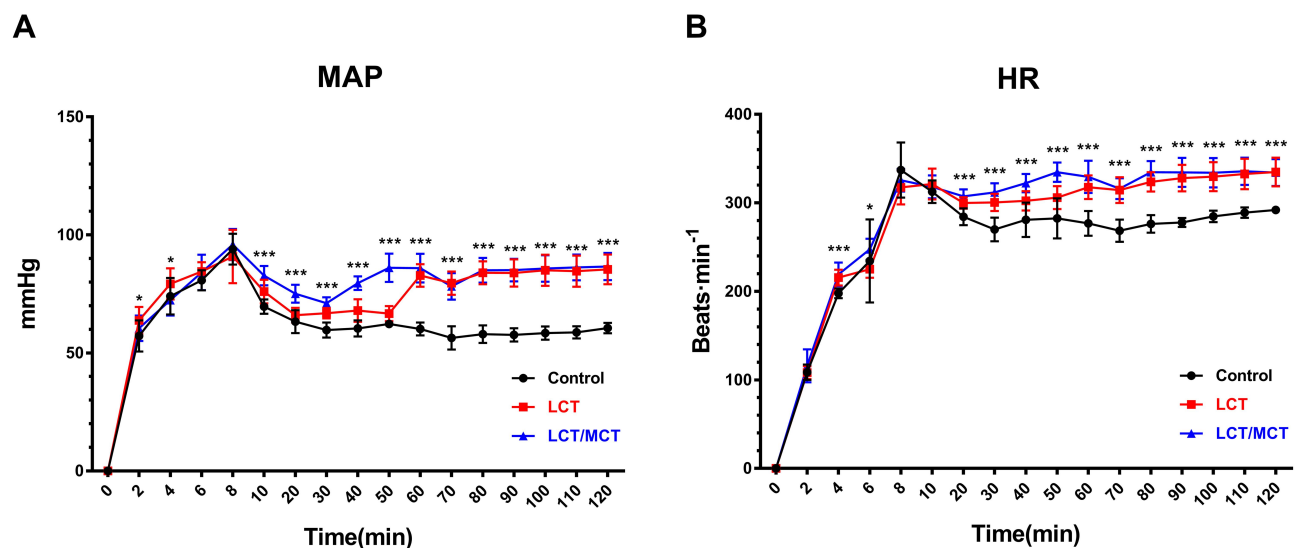 A
MAP
mmHg
150
100
50
0
* * *** *** *** *** *** *** *** *** *** *** *** ***
Control
LCT
LCT/MCT
0 2 4 6 8 10 20 30 40 50 60 70 80 90 100 110 120
Time(min)
B
HR
Beats·min⁻¹
400
300
200
100
0
*** * *** *** *** *** *** *** *** *** *** *** ***
Control
LCT
LCT/MCT
0 2 4 6 8 10 20 30 40 50 60 70 80 90 100 110 120
Time(min)